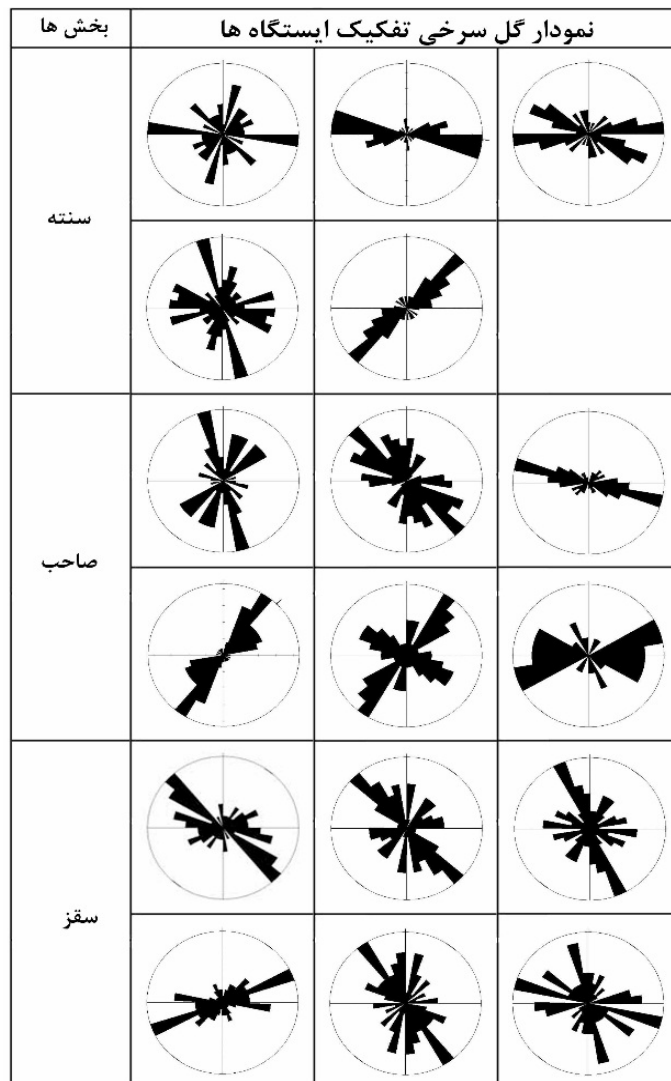 بخش ها
نمودار گل سرخی تفکیک ایستگاه ها
سنته
صاحب
سقز